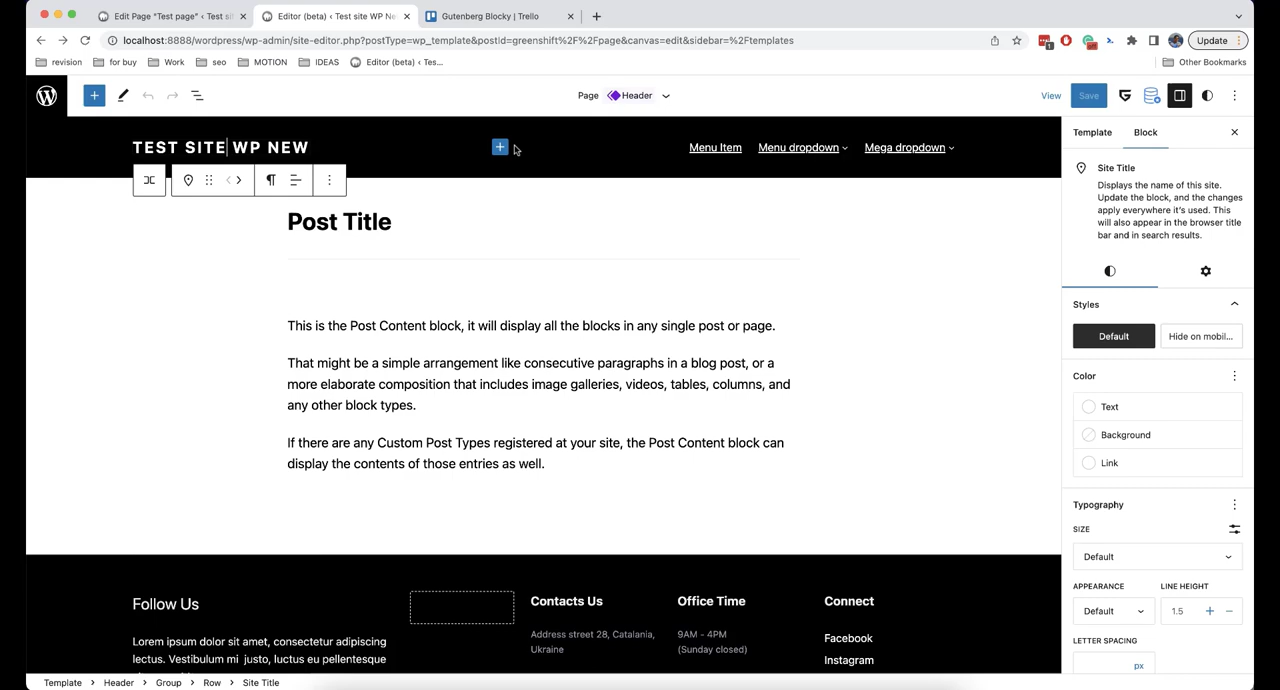 Edit Page "Test page" ‹ Test sit
Editor (beta) ‹ Test site WP Ne
Gutenberg Blocky | Trello
localhost:8888/wordpress/wp-admin/site-editor.php?postType=wp_template&postId=greenshift%2F%2Fpage&canvas=edit&sidebar=%2Ftemplates
Update
revision
for buy
Work
seo
MOTION
IDEAS
Editor (beta) ‹ Tes...
Other Bookmarks
Page
Header
View
Save
TEST SITE WP NEW
Menu Item
Menu dropdown
Mega dropdown
Template
Block
Site Title
Displays the name of this site.
Update the block, and the changes
apply everywhere it's used. This
will also appear in the browser title
bar and in search results.
Post Title
This is the Post Content block, it will display all the blocks in any single post or page.
That might be a simple arrangement like consecutive paragraphs in a blog post, or a
more elaborate composition that includes image galleries, videos, tables, columns, and
any other block types.
If there are any Custom Post Types registered at your site, the Post Content block can
display the contents of those entries as well.
Styles
Default
Hide on mobil...
Color
Text
Background
Link
Typography
SIZE
Default
APPEARANCE
LINE HEIGHT
Default
1.5
LETTER SPACING
px
Follow Us
Lorem ipsum dolor sit amet, consectetur adipiscing
lectus. Vestibulum mi justo, luctus eu pellentesque
Contacts Us
Address street 28, Catalania,
Ukraine
Office Time
9AM - 4PM
(Sunday closed)
Connect
Facebook
Instagram
Template > Header > Group > Row > Site Title